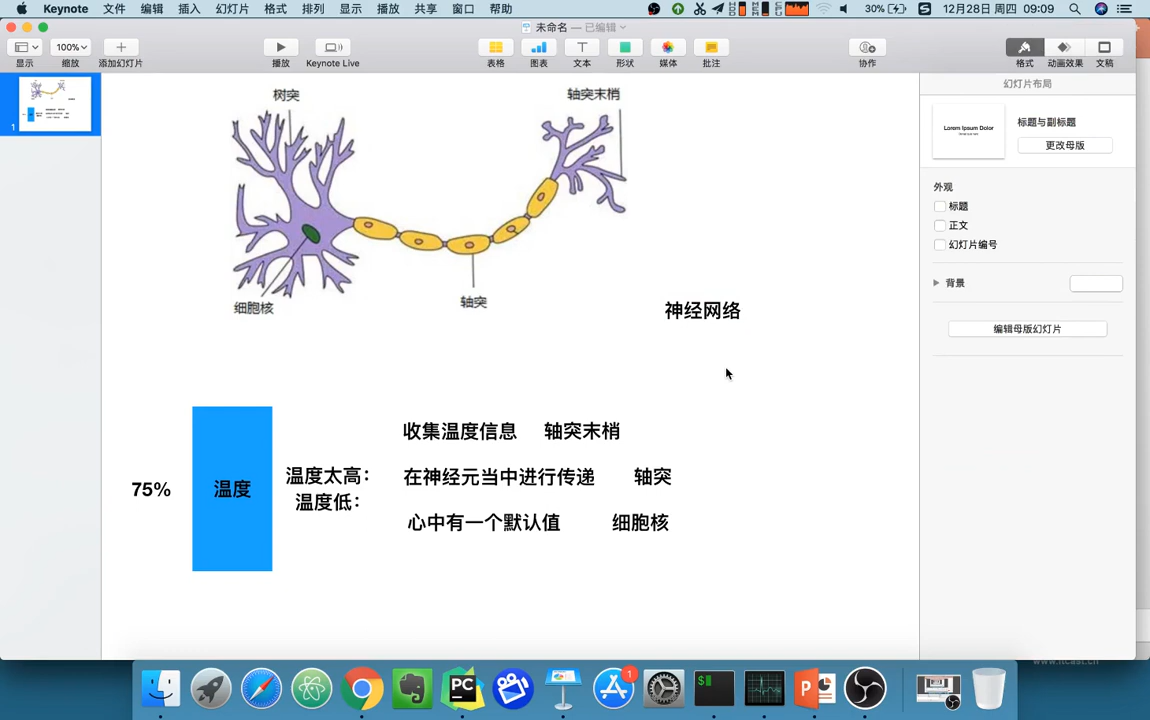 Keynote 文件 编辑 插入 幻灯片 格式 排列 显示 播放 共享 窗口 帮助 30% 12月28日 周四 09:09
未命名 — 已编辑
100%
显示 缩放 添加幻灯片 播放 Keynote Live 表格 图表 文本 形状 媒体 批注 协作 格式 动画效果 文稿
1
幻灯片布局
Lorem Ipsum Dolor
标题与副标题
更改母版
外观
标题
正文
幻灯片编号
背景
编辑母版幻灯片
树突
轴突末梢
细胞核
轴突
神经网络
收集温度信息 轴突末梢
75%
温度
温度太高：
温度低：
在神经元当中进行传递 轴突
心中有一个默认值 细胞核
PC
1
$
P